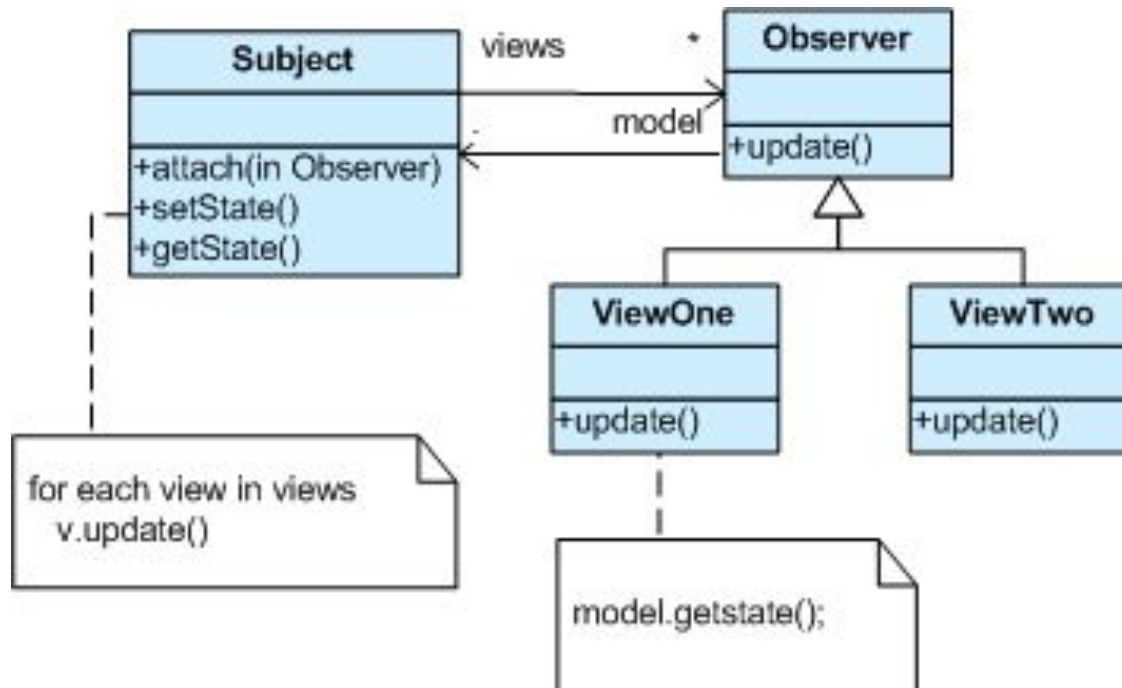 Subject
+attach(in Observer)
+setState()
+getState()
views
*
model
Observer
+update()
ViewOne
+update()
ViewTwo
+update()
for each view in views
v.update()
model.getstate();